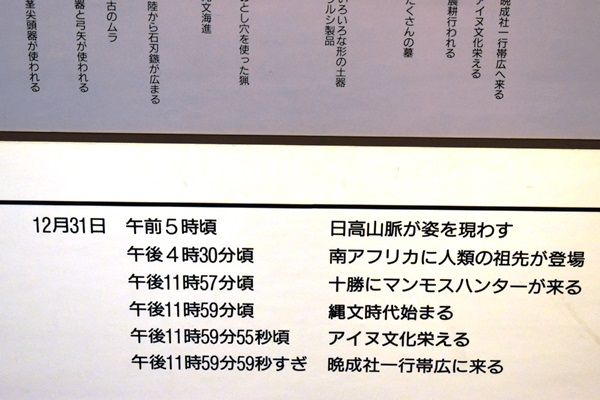 晩成社一行帯広へ来る
アイヌ文化栄える
農耕行われる
たくさんの墓
いろいろな形の土器
ウルシ製品
とし穴を使った猟
文海進
陸から石刃鏃が広まる
古のムラ
器と弓・矢が使われる
茎尖頭器が使われる
12月31日 午前5時頃 日高山脈が姿を現わす
午後4時30分頃 南アフリカに人類の祖先が登場
午後11時57分頃 十勝にマンモスハンターが来る
午後11時59分頃 縄文時代始まる
午後11時59分55秒頃 アイヌ文化栄える
午後11時59分59秒すぎ 晩成社一行帯広に来る